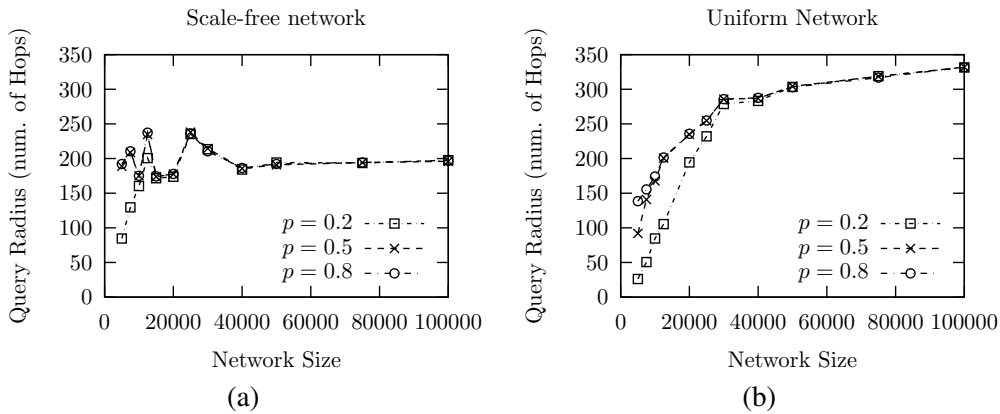 Scale-free network
Query Radius (num. of Hops)
350
300
250
200
150
100
50
0
p = 0.2
p = 0.5
p = 0.8
0 20000 40000 60000 80000 100000
Network Size
(a)
Uniform Network
Query Radius (num. of Hops)
350
300
250
200
150
100
50
0
p = 0.2
p = 0.5
p = 0.8
0 20000 40000 60000 80000 100000
Network Size
(b)